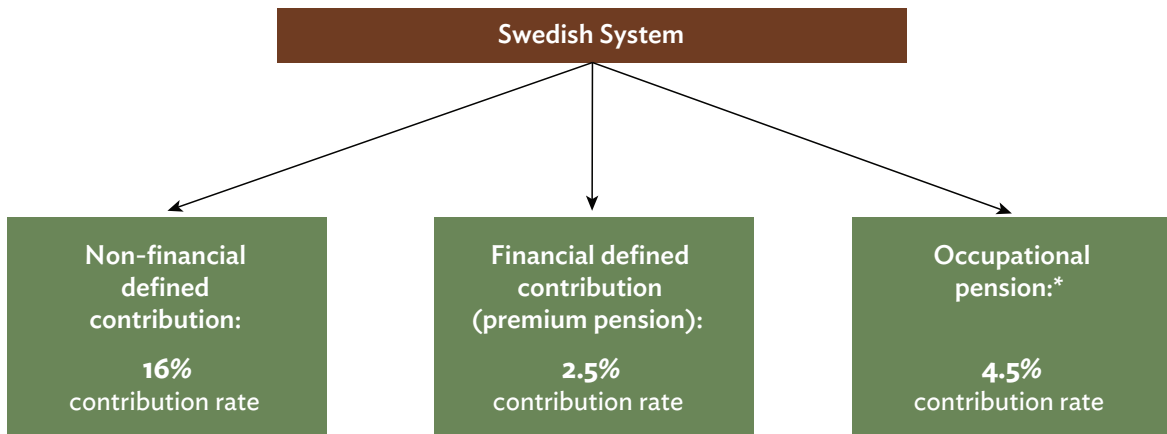 Swedish System
Non-financial
defined
contribution:
16%
contribution rate
Financial defined
contribution
(premium pension):
2.5%
contribution rate
Occupational
pension:*
4.5%
contribution rate